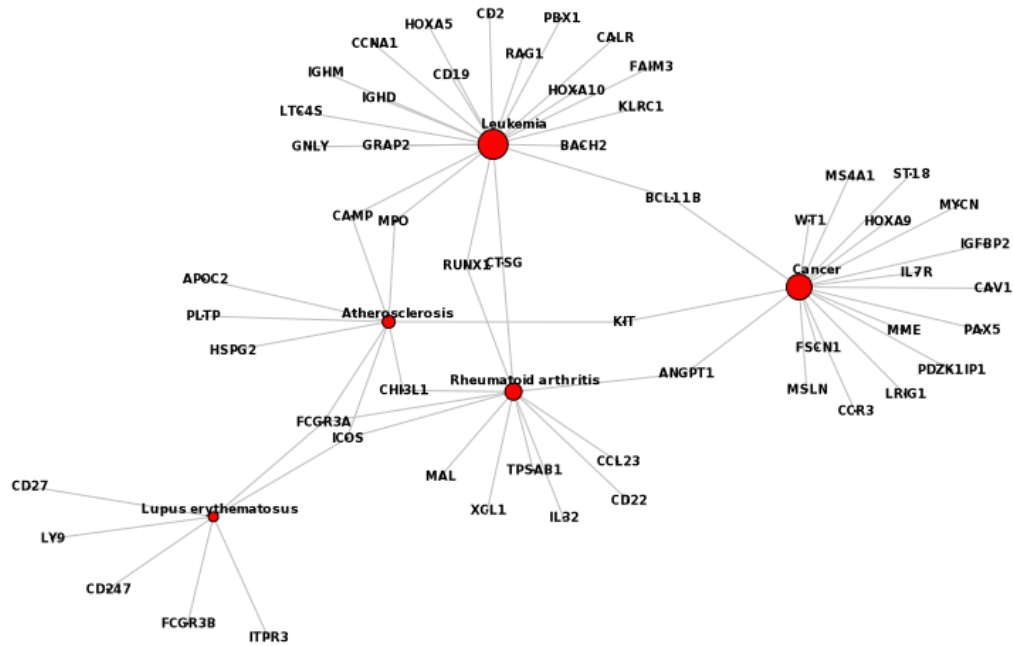 CD2
PBX1
HOXA5
CALR
CCNA1
RAG1
FAIM3
IGHM
CD19
HOXA10
IGHD
KLRC1
LTC4S
Leukemia
GNLY
GRAP2
BACH2
ST18
MS4A1
BCL11B
MYCN
CAMP
MPO
WT1
HOXA9
IGFBP2
RUNX1
CTSG
Cancer
IL7R
APOC2
CAV1
PLTP
Atherosclerosis
KIT
MME
PAX5
HSPG2
FSCN1
PDZK1IP1
ANGPT1
Rheumatoid arthritis
CHI3L1
MSLN
LRIG1
CCR3
FCGR3A
ICOS
CCL23
TPSAB1
MAL
CD27
CD22
Lupus erythematosus
XCL1
IL32
LY9
CD247
FCGR3B
ITPR3